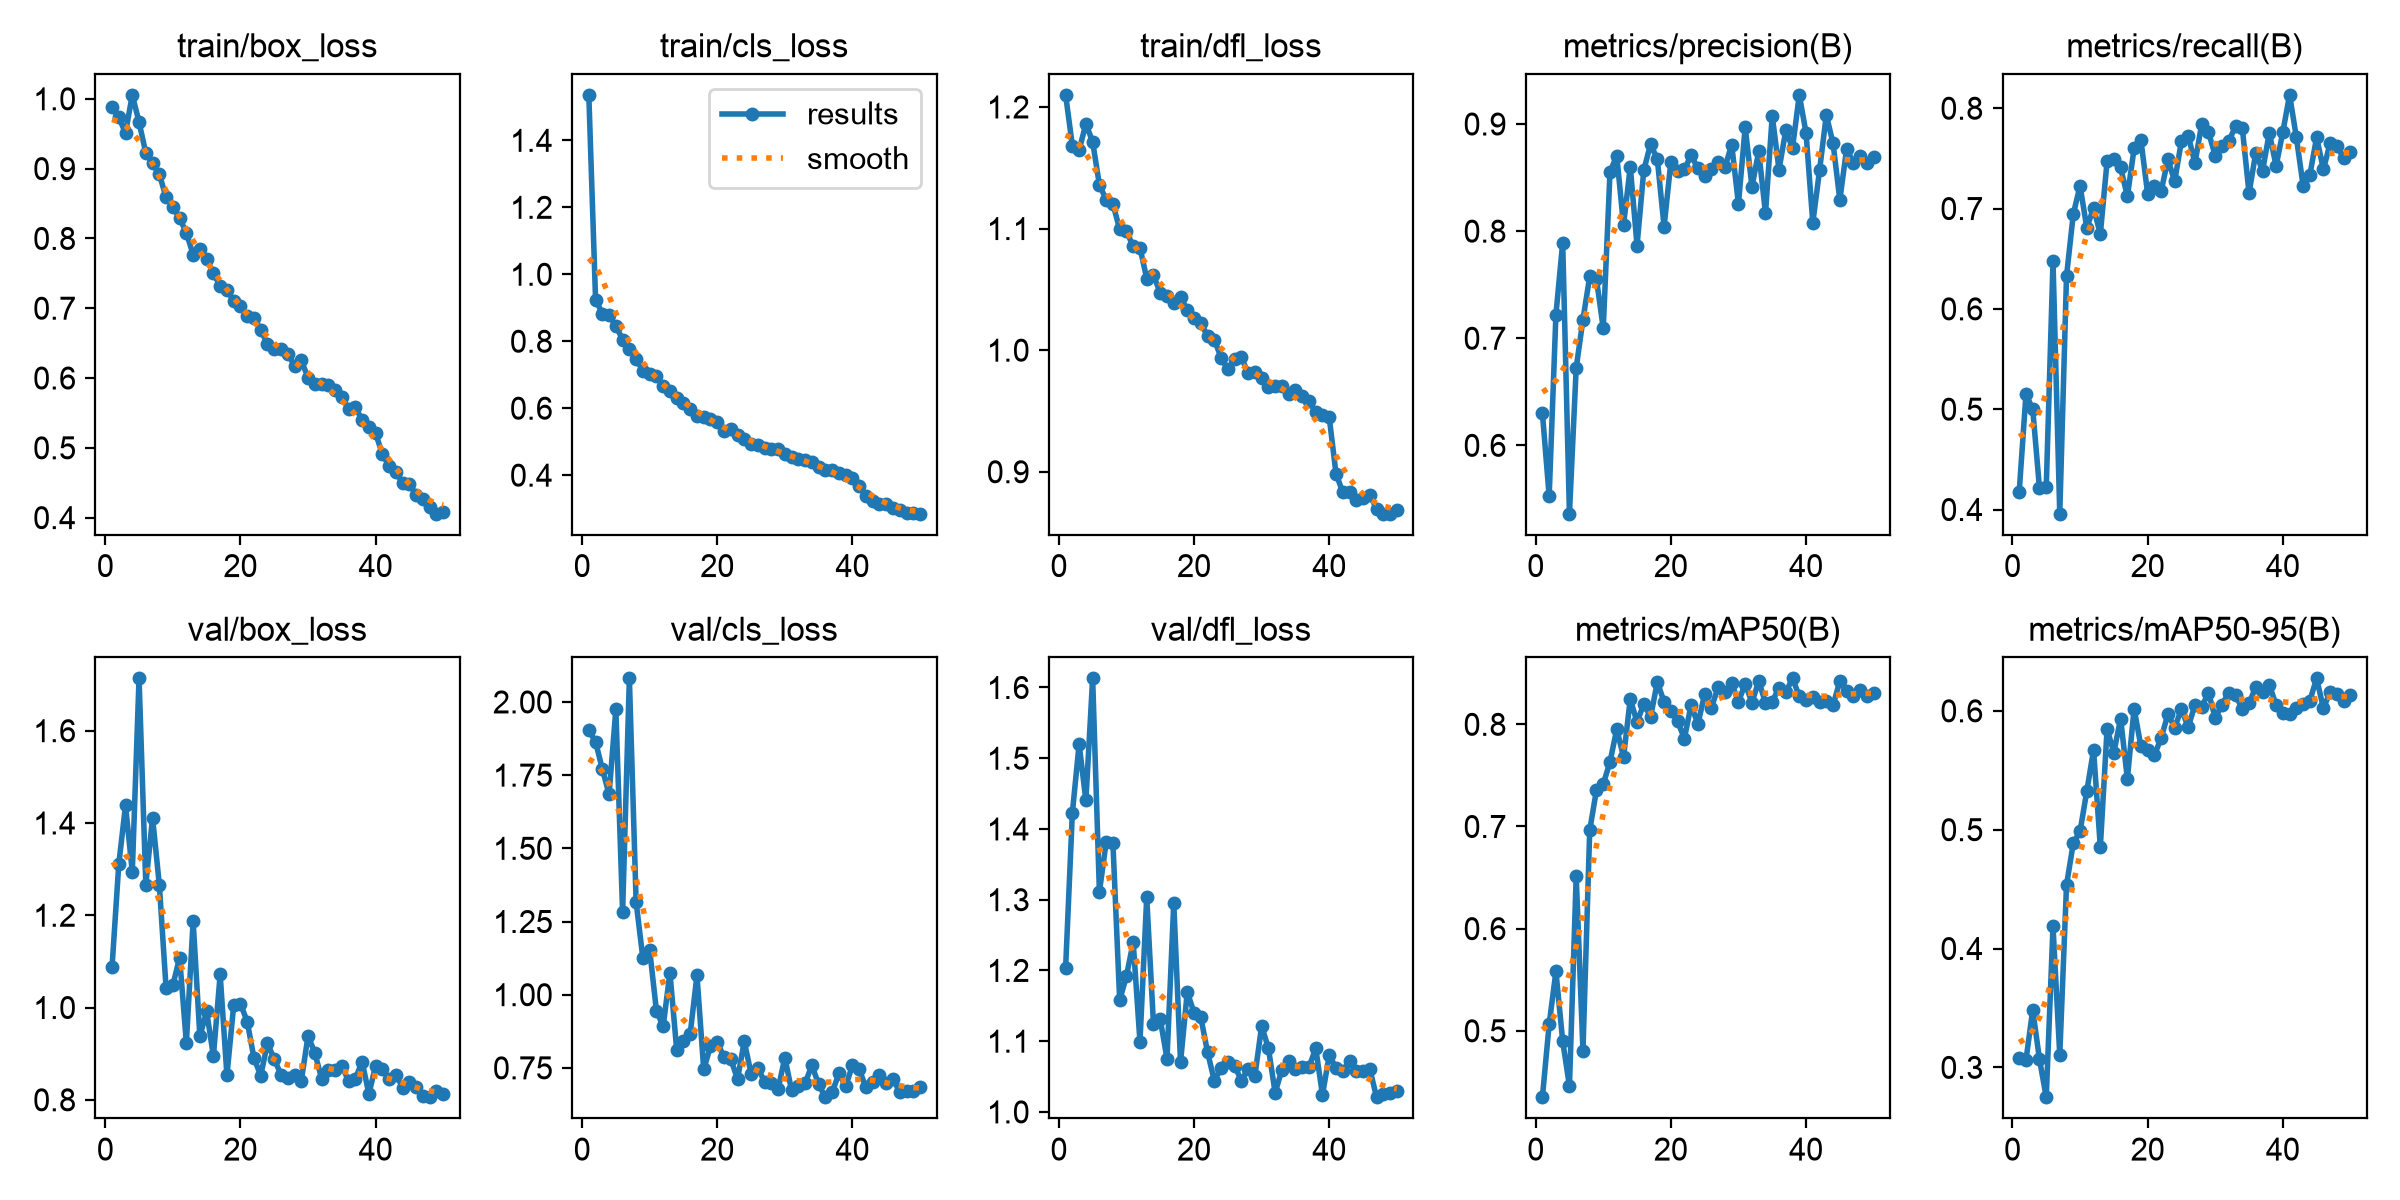 train/box_loss
1.0
0.9
0.8
0.7
0.6
0.5
0.4
0 20 40
train/cls_loss
results
smooth
1.4
1.2
1.0
0.8
0.6
0.4
0 20 40
train/dfl_loss
1.2
1.1
1.0
0.9
0 20 40
metrics/precision(B)
0.9
0.8
0.7
0.6
0 20 40
metrics/recall(B)
0.8
0.7
0.6
0.5
0.4
0 20 40
val/box_loss
1.6
1.4
1.2
1.0
0.8
0 20 40
val/cls_loss
2.00
1.75
1.50
1.25
1.00
0.75
0 20 40
val/dfl_loss
1.6
1.5
1.4
1.3
1.2
1.1
1.0
0 20 40
metrics/mAP50(B)
0.8
0.7
0.6
0.5
0 20 40
metrics/mAP50-95(B)
0.6
0.5
0.4
0.3
0 20 40